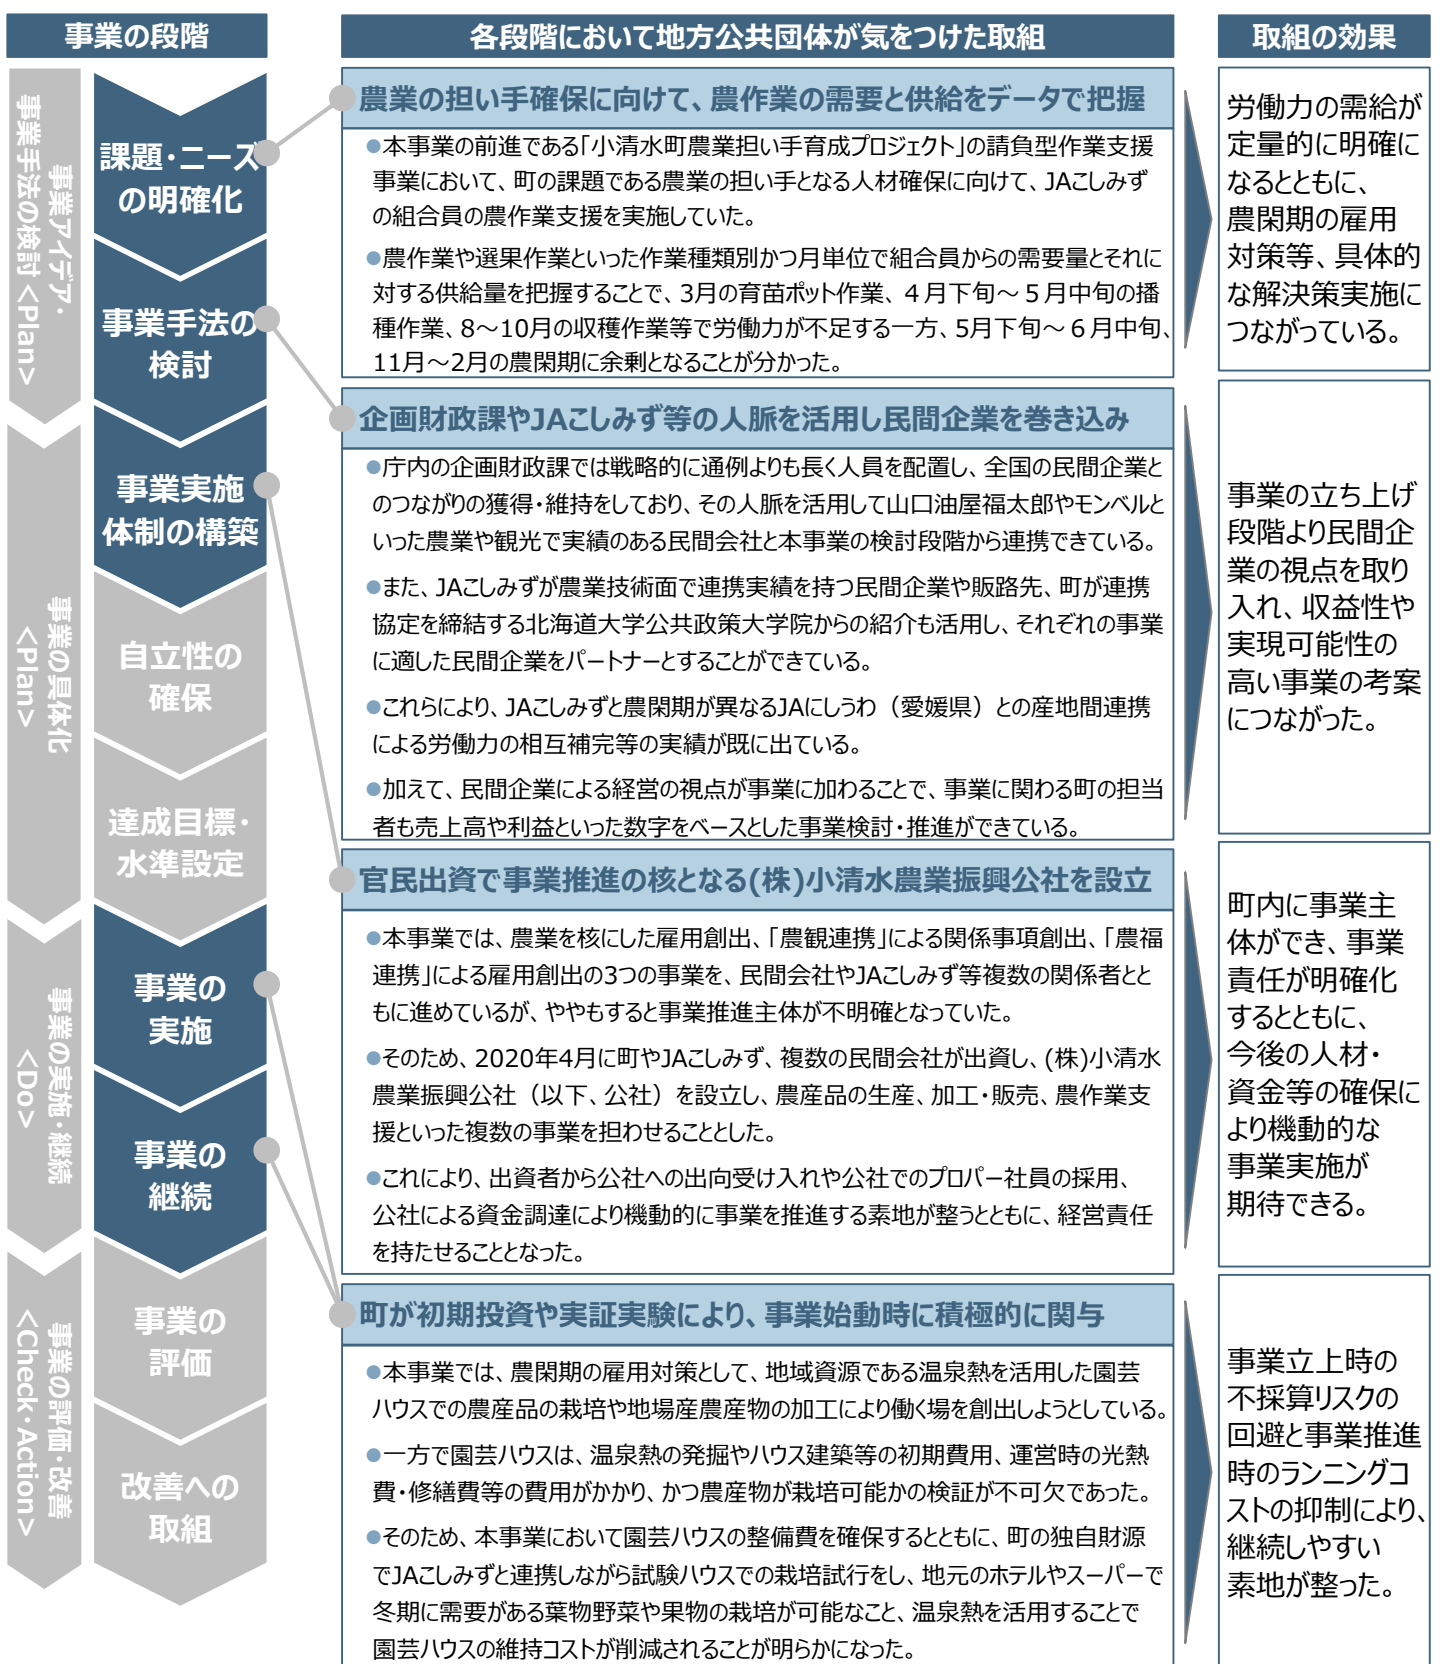 事業の段階
各段階において地方公共団体が気をつけた取組
取組の効果
事業アイデア・
事業手法の検討<Plan>
事業の具体化
<Plan>
事業の実施・継続
<Do>
事業の評価・改善
<Check・Action>
課題・ニーズ
の明確化
事業手法の
検討
事業実施
体制の構築
自立性の
確保
達成目標・
水準設定
事業の
実施
事業の
継続
事業の
評価
改善への
取組
農業の担い手確保に向けて、農作業の需要と供給をデータで把握
●本事業の前進である「小清水町農業担い手育成プロジェクト」の請負型作業支援
事業において、町の課題である農業の担い手となる人材確保に向けて、JAこしみず
の組合員の農作業支援を実施していた。
●農作業や選果作業といった作業種類別かつ月単位で組合員からの需要量とそれに
対する供給量を把握することで、3月の育苗ポット作業、４月下旬～５月中旬の播
種作業、8～10月の収穫作業等で労働力が不足する一方、5月下旬～６月中旬、
11月～2月の農閑期に余剰となることが分かった。
労働力の需給が
定量的に明確に
なるとともに、
農閑期の雇用
対策等、具体的
な解決策実施に
つながっている。
企画財政課やJAこしみず等の人脈を活用し民間企業を巻き込み
●庁内の企画財政課では戦略的に通例よりも長く人員を配置し、全国の民間企業と
のつながりの獲得・維持をしており、その人脈を活用して山口油屋福太郎やモンベルと
いった農業や観光で実績のある民間会社と本事業の検討段階から連携できている。
●また、JAこしみずが農業技術面で連携実績を持つ民間企業や販路先、町が連携
協定を締結する北海道大学公共政策大学院からの紹介も活用し、それぞれの事業
に適した民間企業をパートナーとすることができている。
●これらにより、JAこしみずと農閑期が異なるJAにしうわ（愛媛県）との産地間連携
による労働力の相互補完等の実績が既に出ている。
●加えて、民間企業による経営の視点が事業に加わることで、事業に関わる町の担当
者も売上高や利益といった数字をベースとした事業検討・推進ができている。
事業の立ち上げ
段階より民間企
業の視点を取り
入れ、収益性や
実現可能性の
高い事業の考案
につながった。
官民出資で事業推進の核となる(株)小清水農業振興公社を設立
●本事業では、農業を核にした雇用創出、「農観連携」による関係事項創出、「農福
連携」による雇用創出の3つの事業を、民間会社やJAこしみず等複数の関係者とと
もに進めているが、ややもすると事業推進主体が不明確となっていた。
●そのため、2020年4月に町やJAこしみず、複数の民間会社が出資し、(株)小清水
農業振興公社（以下、公社）を設立し、農産品の生産、加工・販売、農作業支
援といった複数の事業を担わせることとした。
●これにより、出資者から公社への出向受け入れや公社でのプロパー社員の採用、
公社による資金調達により機動的に事業を推進する素地が整うとともに、経営責任
を持たせることとなった。
町内に事業主
体ができ、事業
責任が明確化
するとともに、
今後の人材・
資金等の確保に
より機動的な
事業実施が
期待できる。
町が初期投資や実証実験により、事業始動時に積極的に関与
●本事業では、農閑期の雇用対策として、地域資源である温泉熱を活用した園芸
ハウスでの農産品の栽培や地場産農産物の加工により働く場を創出しようとしている。
●一方で園芸ハウスは、温泉熱の発掘やハウス建築等の初期費用、運営時の光熱
費・修繕費等の費用がかかり、かつ農産物が栽培可能かの検証が不可欠であった。
●そのため、本事業において園芸ハウスの整備費を確保するとともに、町の独自財源
でJAこしみずと連携しながら試験ハウスでの栽培試行をし、地元のホテルやスーパーで
冬期に需要がある葉物野菜や果物の栽培が可能なこと、温泉熱を活用することで
園芸ハウスの維持コストが削減されることが明らかになった。
事業立上時の
不採算リスクの
回避と事業推進
時のランニングコ
ストの抑制により、
継続しやすい
素地が整った。